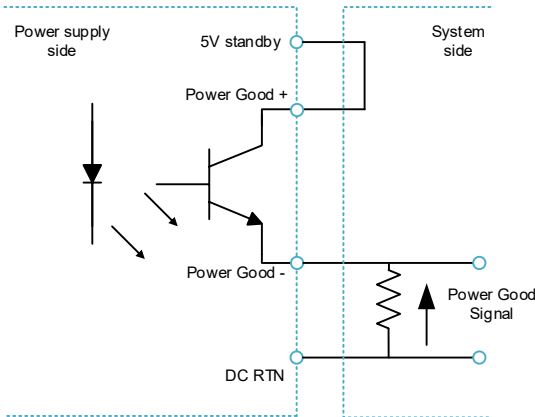 Power supply
side
5V standby
System
side
Power Good +
Power Good -
Power Good
Signal
DC RTN